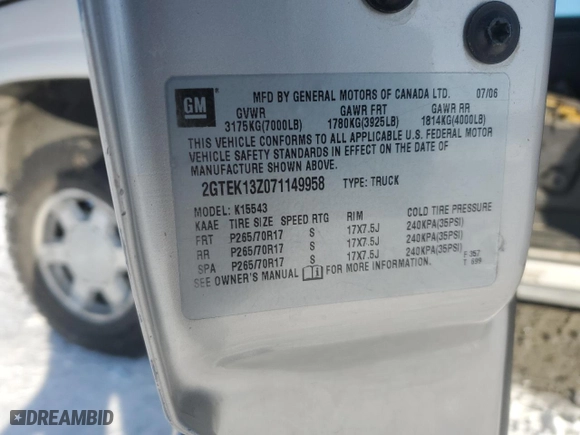 GM
MFD BY GENERAL MOTORS OF CANADA LTD. 07/06
GVWR GAWR FRT GAWR RR
3175KG(7000LB) 1780KG(3925LB) 1814KG(4000LB)
THIS VEHICLE CONFORMS TO ALL APPLICABLE U.S. FEDERAL MOTOR
VEHICLE SAFETY STANDARDS IN EFFECT ON THE DATE OF
MANUFACTURE SHOWN ABOVE.
2GTEK13Z071149958 TYPE: TRUCK
MODEL: K15543
KAAE TIRE SIZE SPEED RTG RIM COLD TIRE PRESSURE
FRT P265/70R17 S 17X7.5J 240KPA(35PSI)
RR P265/70R17 S 17X7.5J 240KPA(35PSI)
SPA P265/70R17 S 17X7.5J 240KPA(35PSI)
SEE OWNER'S MANUAL FOR MORE INFORMATION.
T 699
DREAMBID